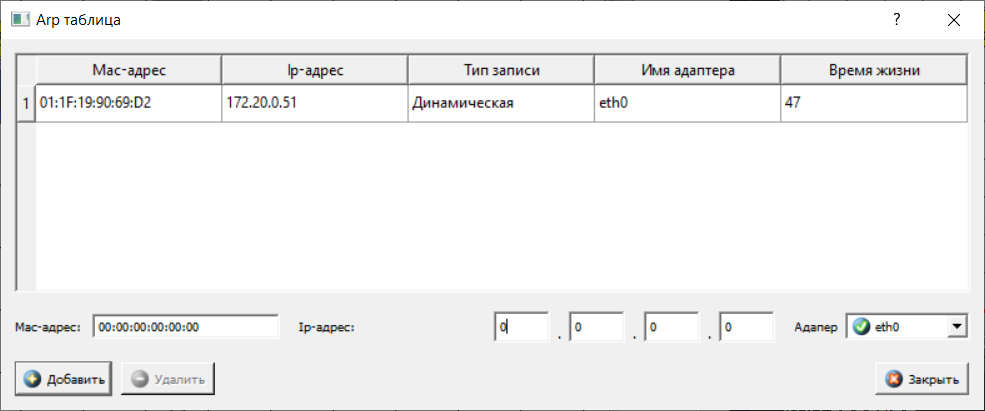 Arp таблица ?
Mac-адрес Ip-адрес Тип записи Имя адаптера Время жизни
1 01:1F:19:90:69:D2 172.20.0.51 Динамическая eth0 47
Mac-адрес: 00:00:00:00:00:00 Ip-адрес: 0 . 0 . 0 . 0 Адапер eth0
Добавить Удалить Закрыть